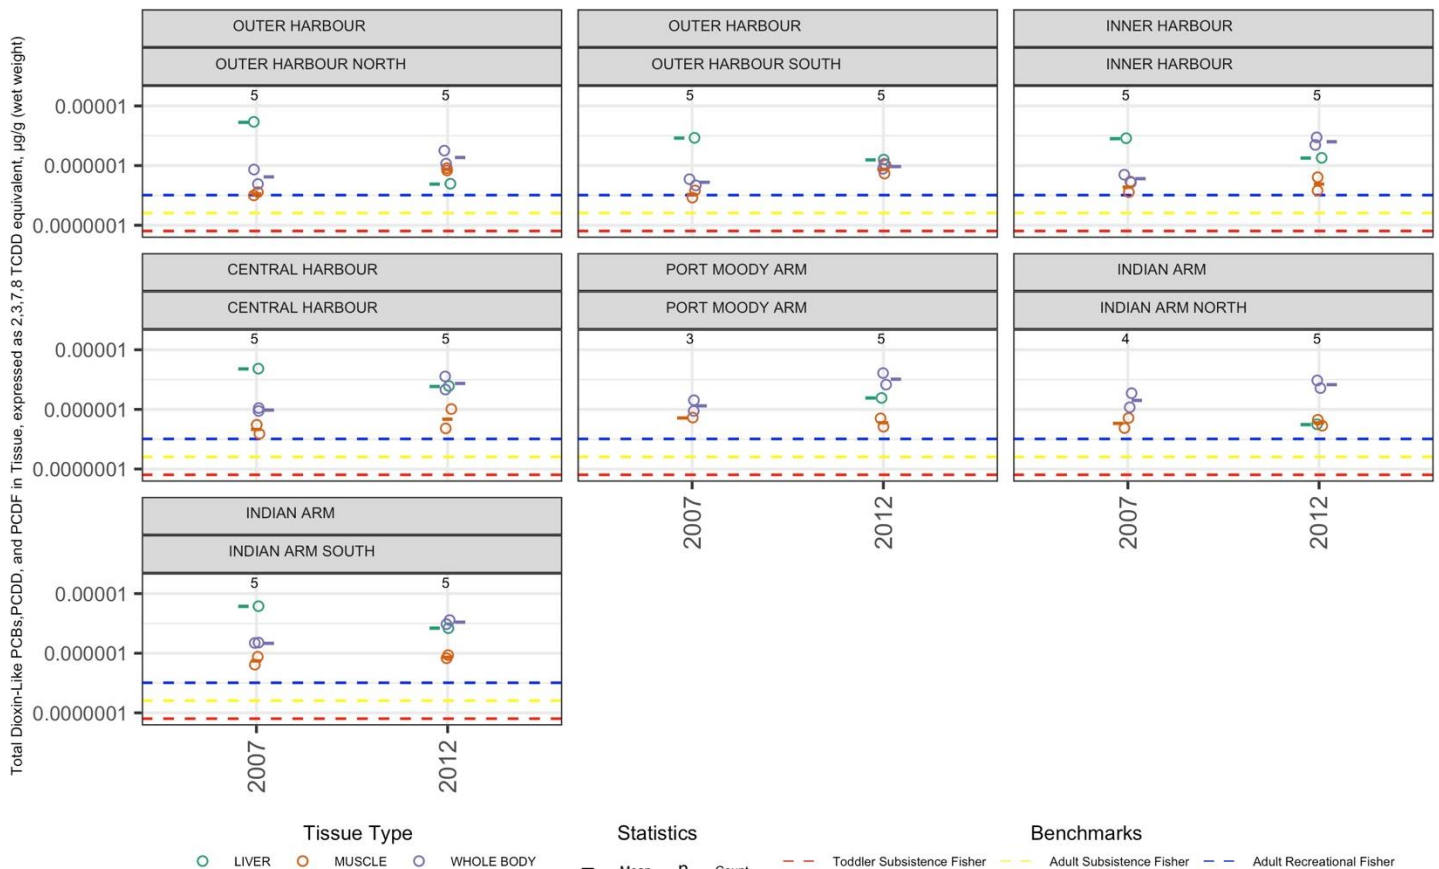 Total Dioxin-Like PCBs,PCDD, and PCDF in Tissue, expressed as 2,3,7,8 TCDD equivalent, µg/g (wet weight)
OUTER HARBOUR OUTER HARBOUR INNER HARBOUR
OUTER HARBOUR NORTH OUTER HARBOUR SOUTH INNER HARBOUR
5 5 5 5 5 5
0.00001
0.000001
0.0000001
CENTRAL HARBOUR PORT MOODY ARM INDIAN ARM
CENTRAL HARBOUR PORT MOODY ARM INDIAN ARM NORTH
5 5 3 5 4 5
0.00001
0.000001
0.0000001
2007 2012 2007 2012
INDIAN ARM
INDIAN ARM SOUTH
5 5
0.00001
0.000001
0.0000001
2007 2012
Tissue Type Statistics Benchmarks
LIVER MUSCLE WHOLE BODY Mean n Count Toddler Subsistence Fisher Adult Subsistence Fisher Adult Recreational Fisher